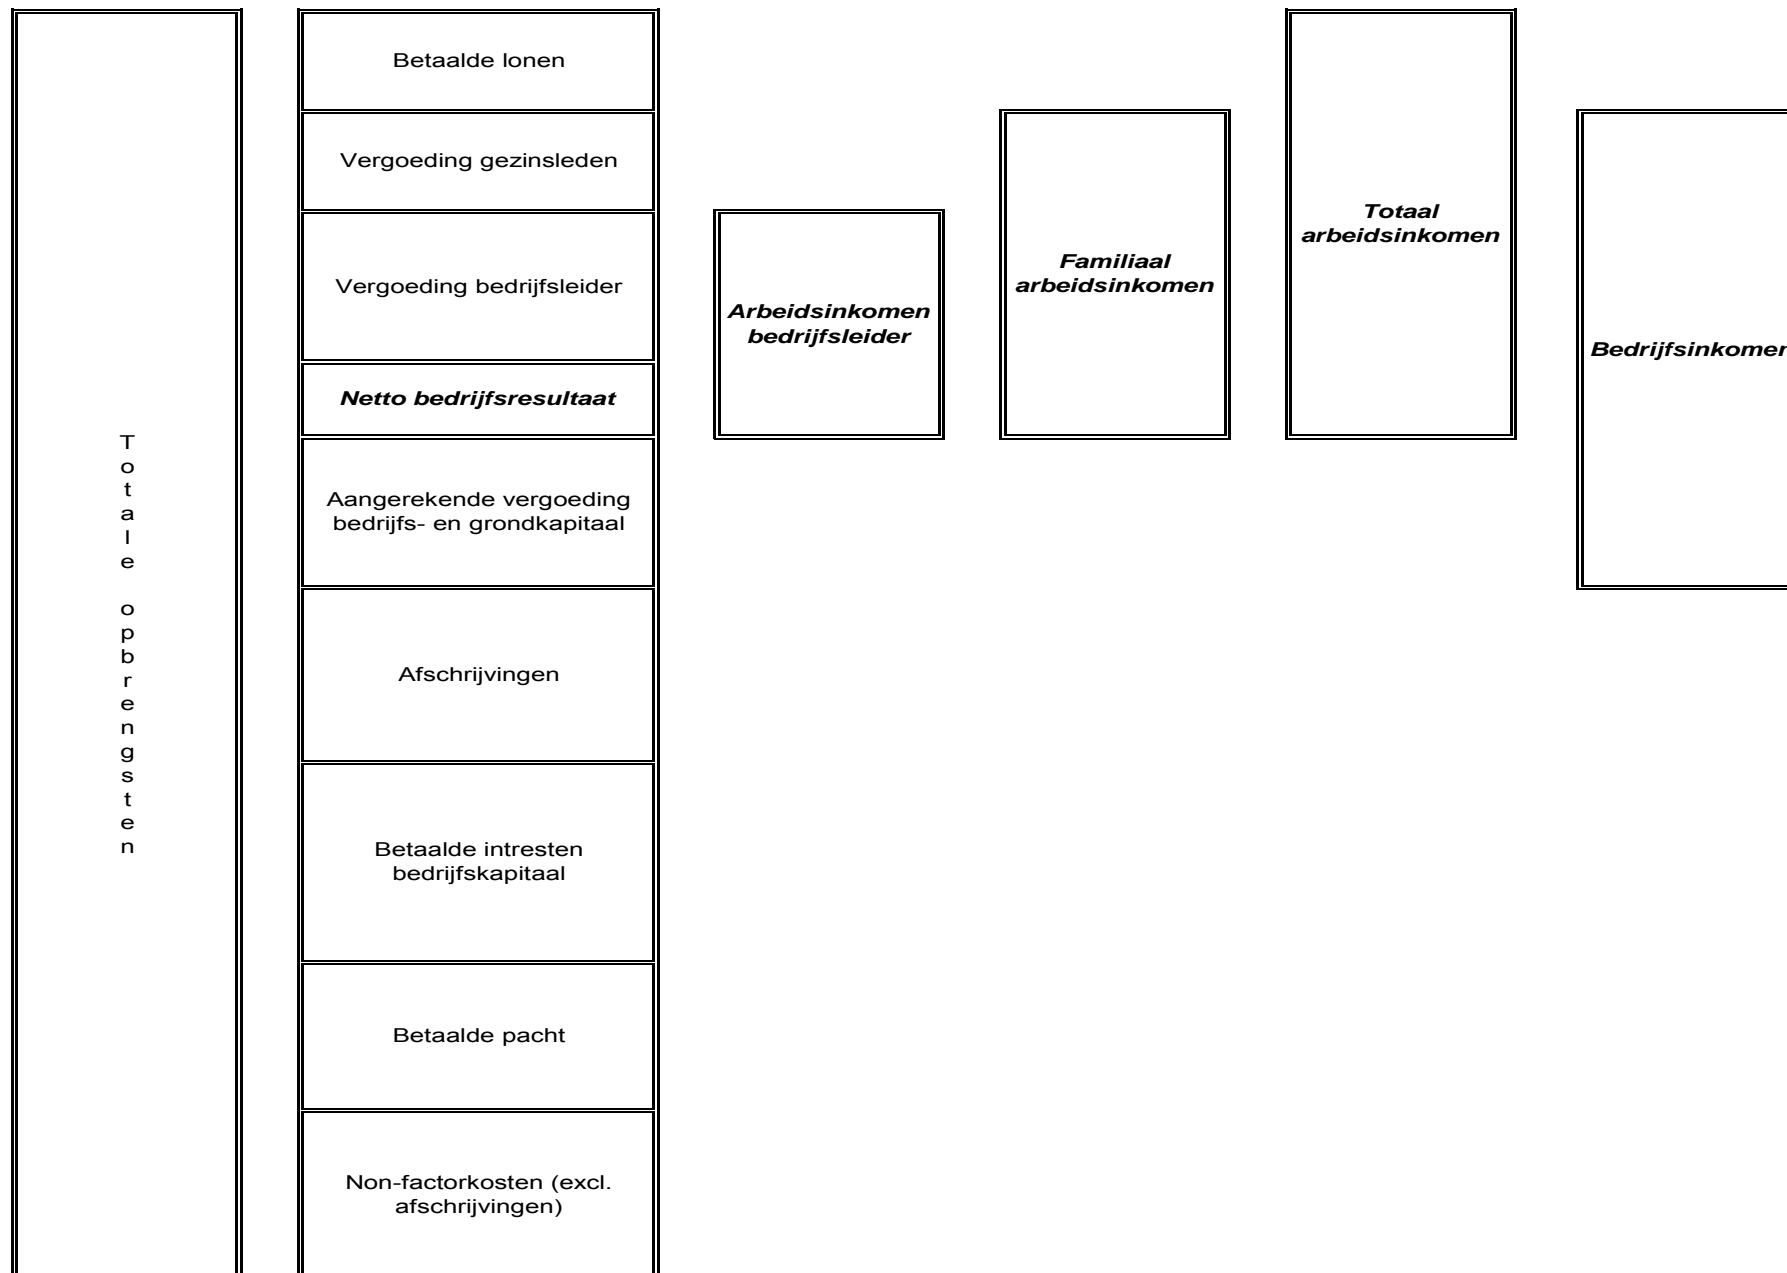 Totale opbrengsten
Betaalde lonen
Vergoeding gezinsleden
Vergoeding bedrijfsleider
Netto bedrijfsresultaat
Aangerekende vergoeding
bedrijfs- en grondkapitaal
Afschrijvingen
Betaalde intresten
bedrijfskapitaal
Betaalde pacht
Non-factorkosten (excl.
afschrijvingen)
Arbeidsinkomen
bedrijfsleider
Familiaal
arbeidsinkomen
Totaal
arbeidsinkomen
Bedrijfsinkomen